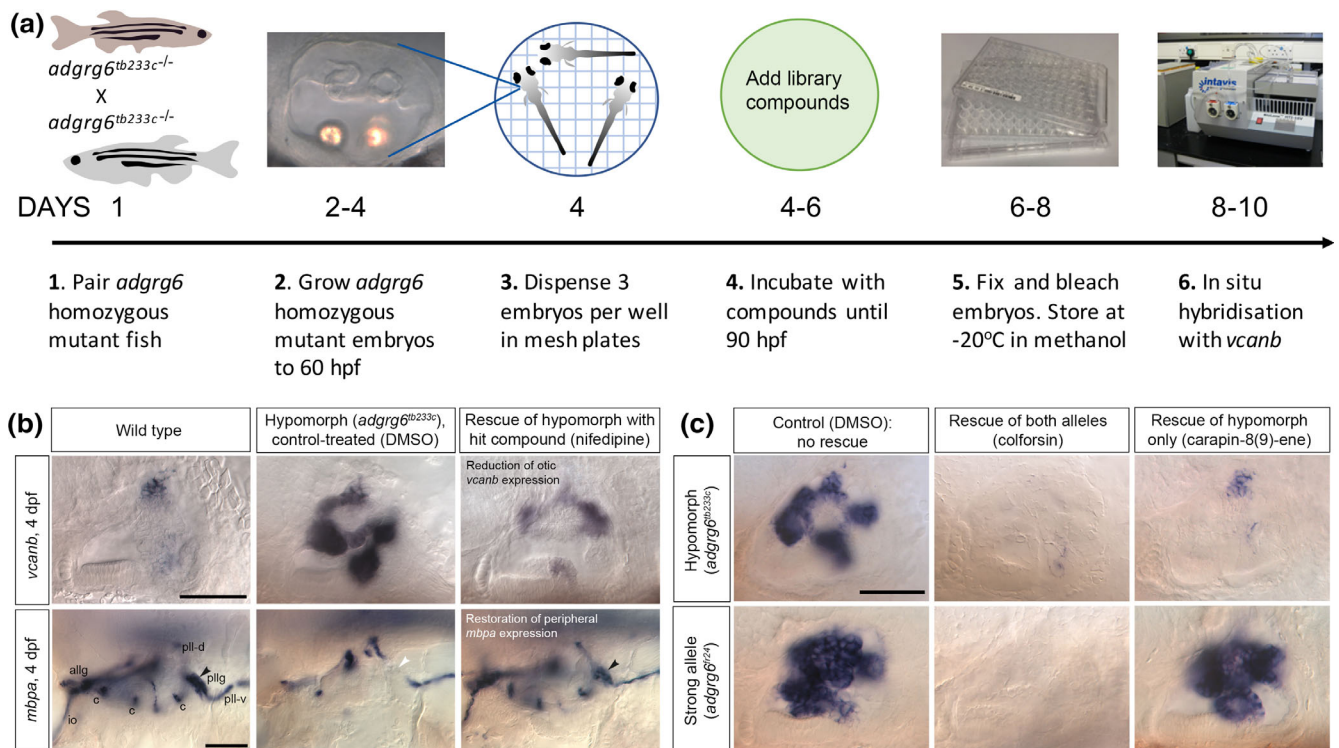 (a)
adgrg6tb233c-/-
X
adgrg6tb233c-/-
Add library
compounds
intavis
DAYS 1
2-4
4
4-6
6-8
8-10
1. Pair adgrg6
homozygous
mutant fish
2. Grow adgrg6
homozygous
mutant embryos
to 60 hpf
3. Dispense 3
embryos per well
in mesh plates
4. Incubate with
compounds until
90 hpf
5. Fix and bleach
embryos. Store at
-20ºC in methanol
6. In situ
hybridisation
with vcanb
(b)
Wild type
Hypomorph (adgrg6tb233c),
control-treated (DMSO)
Rescue of hypomorph with
hit compound (nifedipine)
vcanb, 4 dpf
Reduction of otic
vcanb expression
mbpa, 4 dpf
pll-d
allg
pllg
c
c
c
pll-v
io
Restoration of peripheral
mbpa expression
(c)
Control (DMSO):
no rescue
Rescue of both alleles
(colforsin)
Rescue of hypomorph
only (carapin-8(9)-ene)
Hypomorph
(adgrg6tb233c)
Strong allele
(adgrg6fr24)